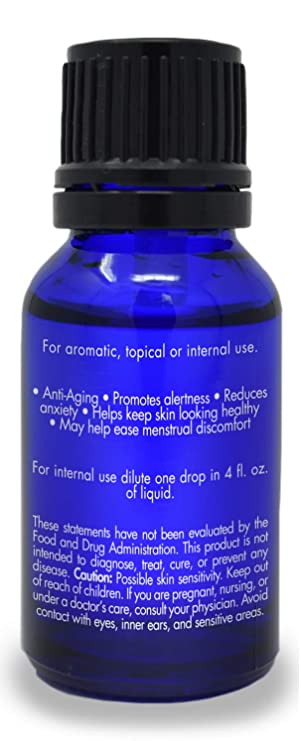 For aromatic, topical or internal use.
• Anti-Aging • Promotes alertness • Reduces
anxiety • Helps keep skin looking healthy
• May help ease menstrual discomfort
For internal use dilute one drop in 4 fl. oz.
of liquid.
These statements have not been evaluated by the
Food and Drug Administration. This product is not
intended to diagnose, treat, cure, or prevent any
disease. Caution: Possible skin sensitivity. Keep out
of reach of children. If you are pregnant, nursing, or
under a doctor's care, consult your physician. Avoid
contact with eyes, inner ears, and sensitive areas.